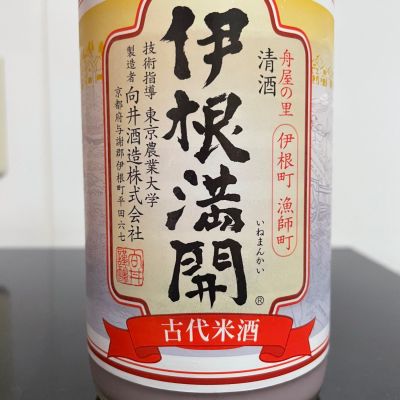 舟屋の里
伊根町 漁師町
清酒
伊根満開
いねまんかい
®
技術指導 東京農業大学
製造者 向井酒造株式会社
京都府与謝郡伊根町平田六七
古代米酒